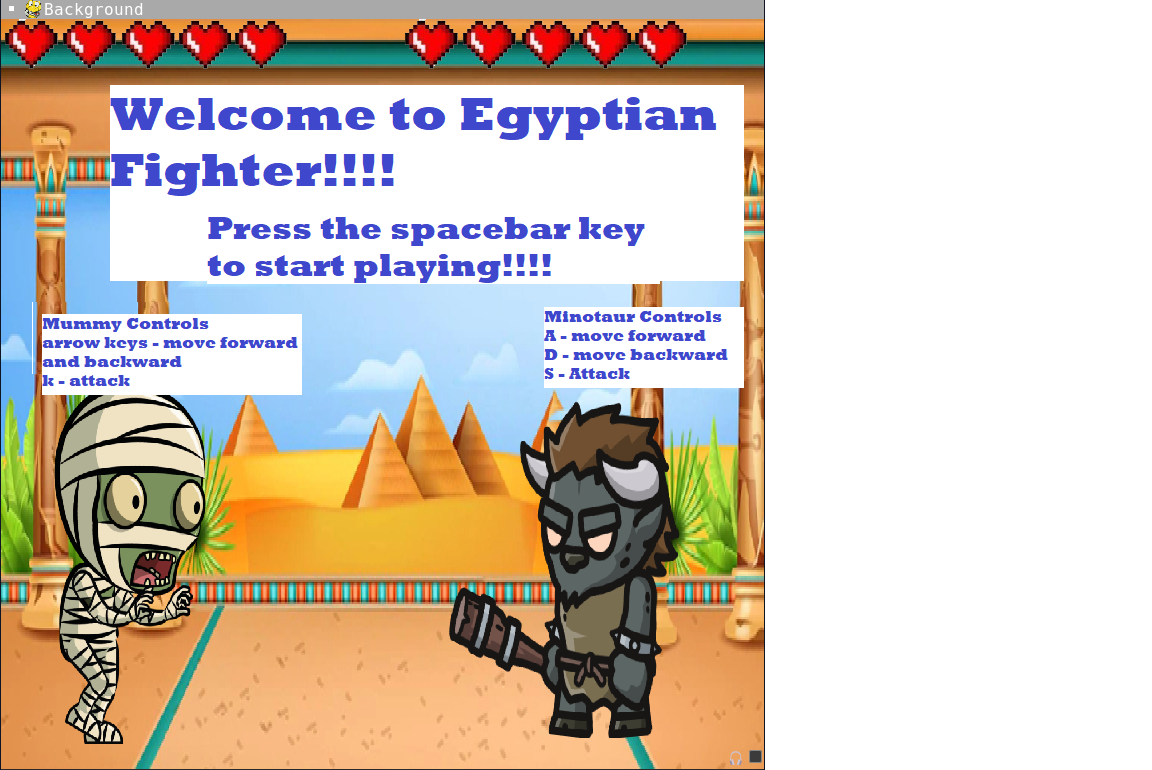 Background
Welcome to Egyptian
Fighter!!!!
Press the spacebar key
to start playing!!!!
Mummy Controls
arrow keys - move forward
and backward
k - attack
Minotaur Controls
A - move forward
D - move backward
S - Attack